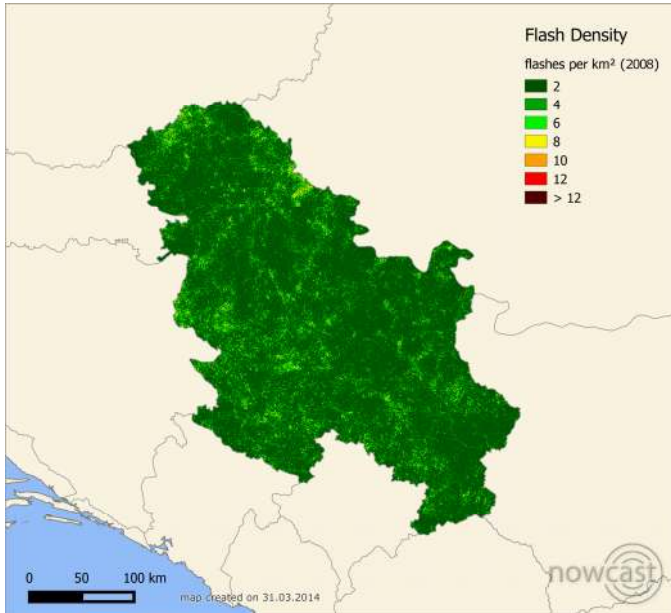 Flash Density
flashes per km² (2008)
2
4
6
8
10
12
> 12
0 50 100 km
map created on 31.03.2014
nowcast